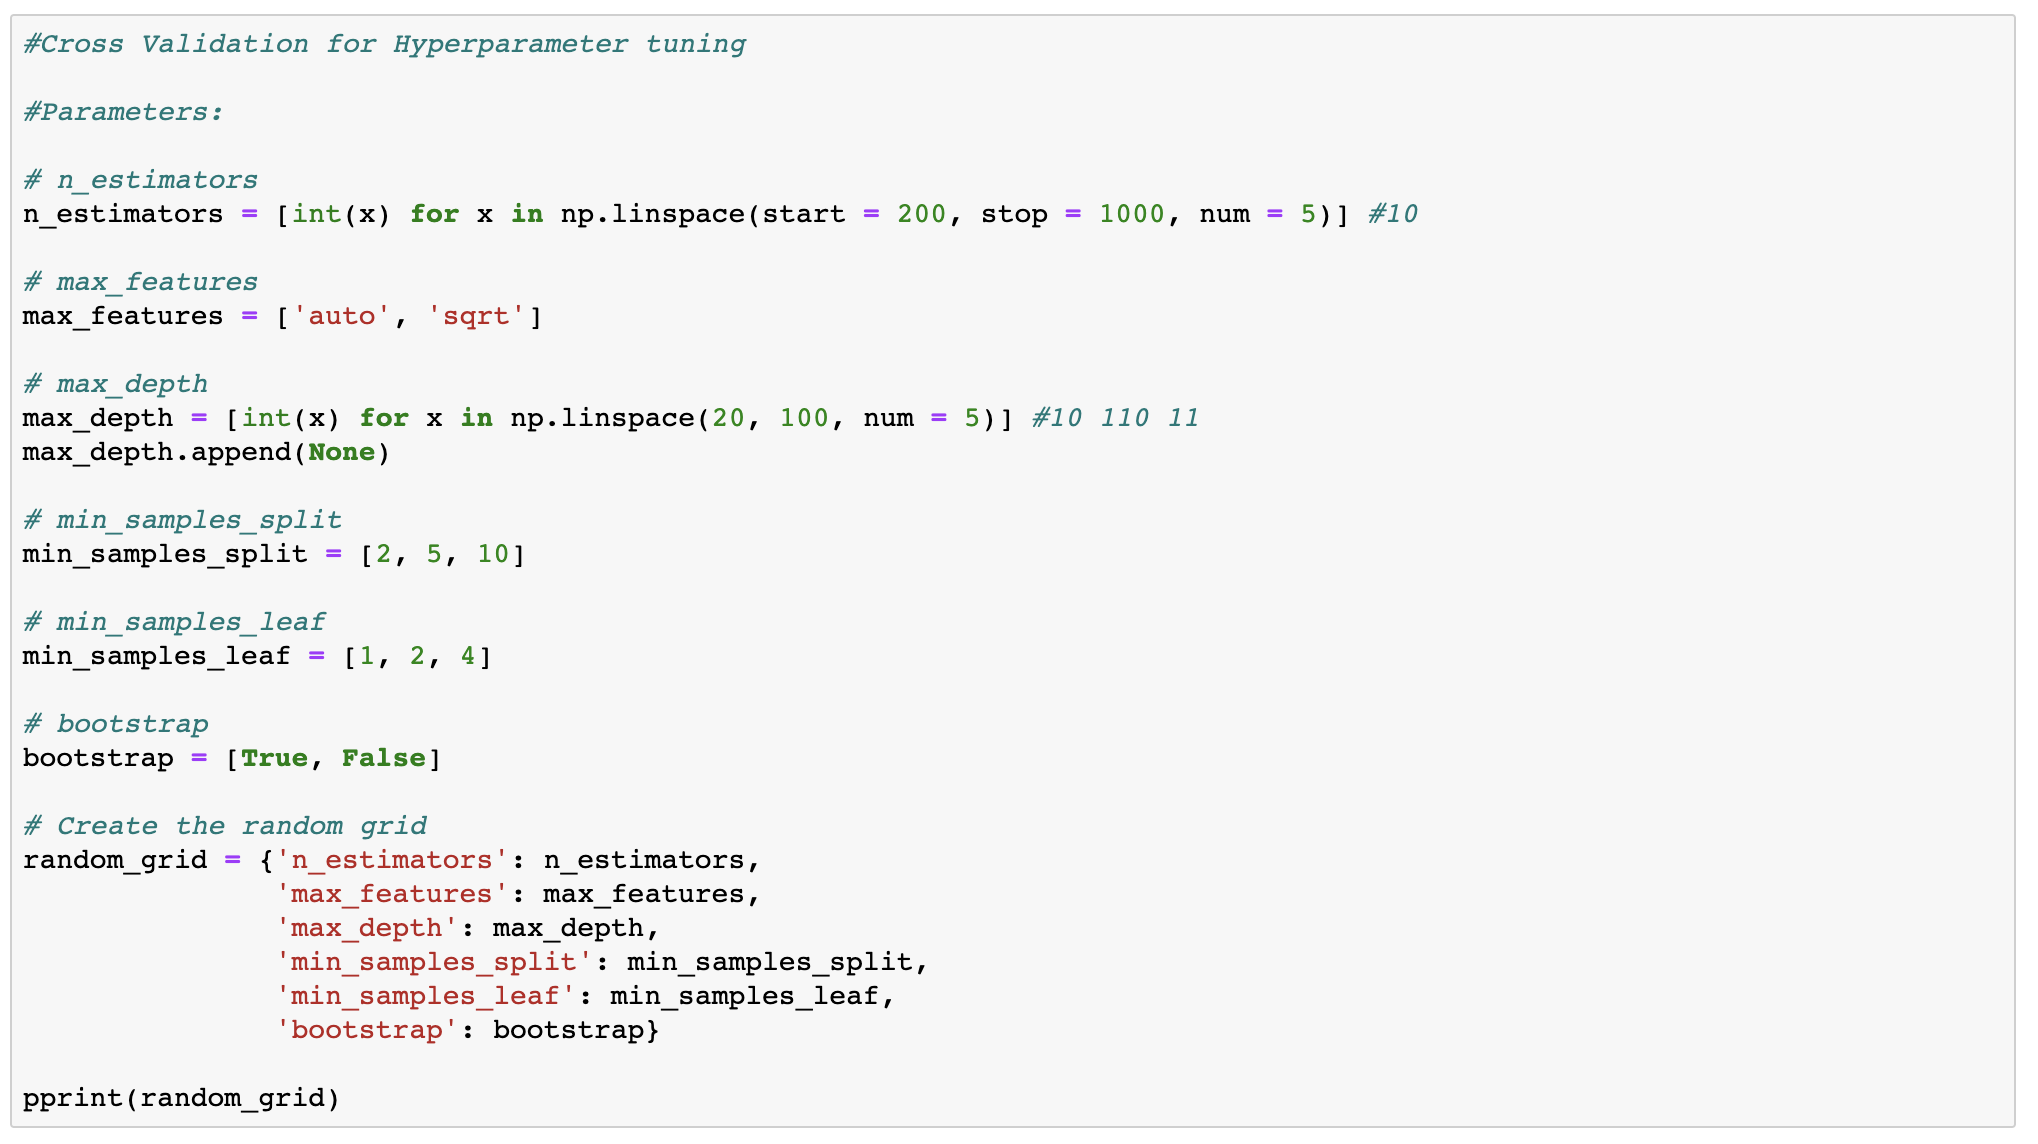 #Cross Validation for Hyperparameter tuning
#Parameters:
# n_estimators
n_estimators = [int(x) for x in np.linspace(start = 200, stop = 1000, num = 5)] #10
# max_features
max_features = ['auto', 'sqrt']
# max_depth
max_depth = [int(x) for x in np.linspace(20, 100, num = 5)] #10 110 11
max_depth.append(None)
# min_samples_split
min_samples_split = [2, 5, 10]
# min_samples_leaf
min_samples_leaf = [1, 2, 4]
# bootstrap
bootstrap = [True, False]
# Create the random grid
random_grid = {'n_estimators': n_estimators,
               'max_features': max_features,
               'max_depth': max_depth,
               'min_samples_split': min_samples_split,
               'min_samples_leaf': min_samples_leaf,
               'bootstrap': bootstrap}
pprint(random_grid)